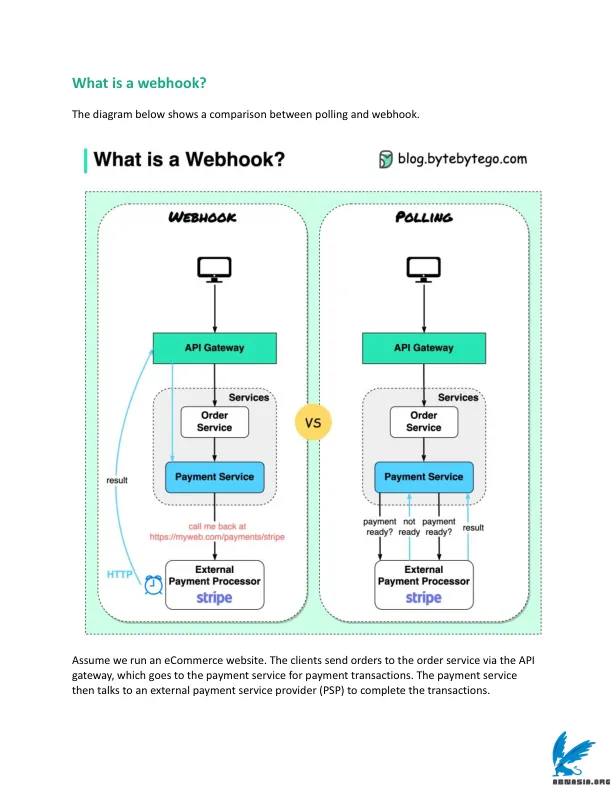 What is a webhook?
The diagram below shows a comparison between polling and webhook.
What is a Webhook?
blog.bytebytego.com
WEBHOOK
API Gateway
Services
Order
Service
Payment Service
result
call me back at
https://myweb.com/payments/stripe
HTTP
External
Payment Processor
stripe
VS
POLLING
API Gateway
Services
Order
Service
Payment Service
payment
ready?
not
ready
payment
ready?
result
External
Payment Processor
stripe
Assume we run an eCommerce website. The clients send orders to the order service via the API
gateway, which goes to the payment service for payment transactions. The payment service
then talks to an external payment service provider (PSP) to complete the transactions.
ABNASIA.ORG